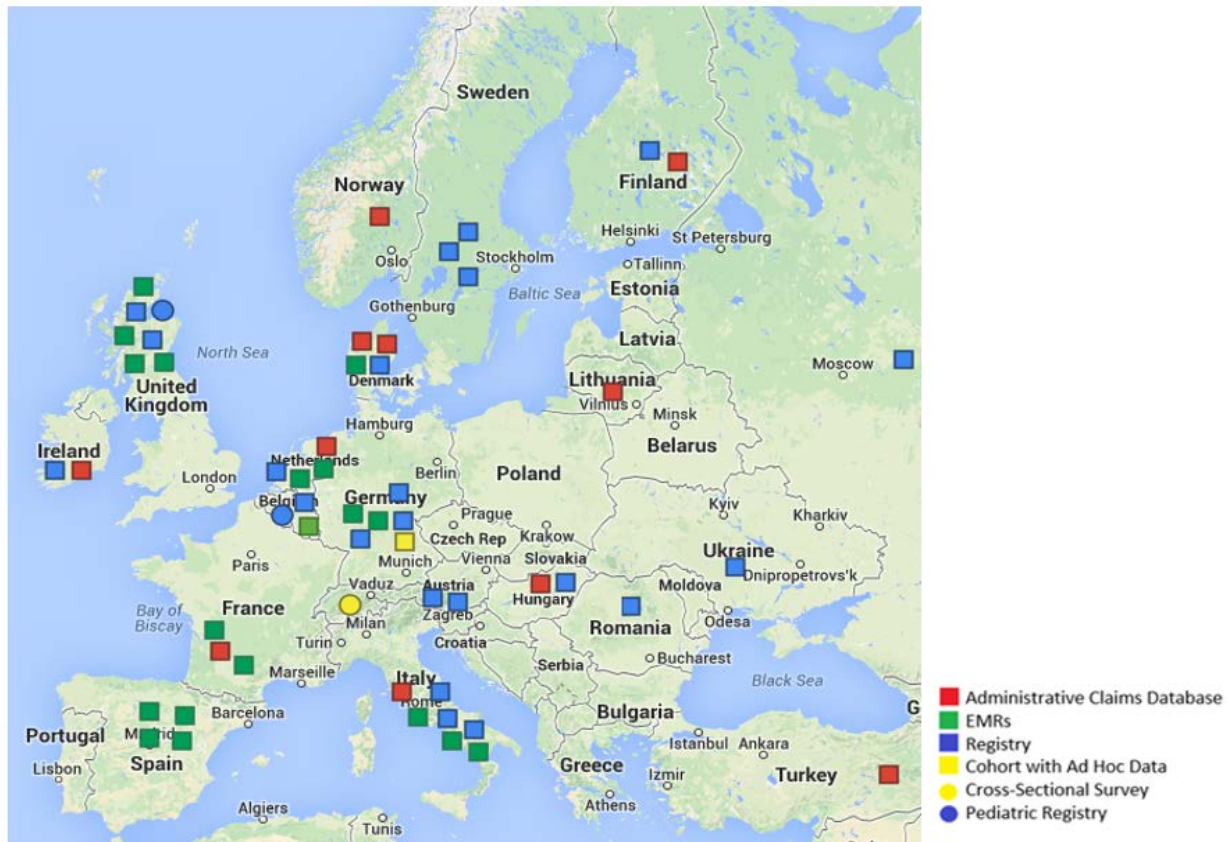 Sweden
Norway
Finland
Helsinki
St Petersburg
Oslo
Stockholm
Tallinn
Estonia
Baltic Sea
Gothenburg
Latvia
North Sea
Moscow
Denmark
Lithuania
United
Kingdom
Vilnius
Minsk
Hamburg
Belarus
Ireland
Netherlands
London
Berlin
Poland
Germany
Kyiv
Kharkiv
Prague
Krakow
Czech Rep
Ukraine
Slovakia
Paris
Munich
Vienna
Dnipropetrovs'k
Vaduz
Austria
Moldova
Hungary
Bay of
Biscay
France
Milan
Zagreb
Odesa
Romania
Turin
Croatia
Marseille
Serbia
Bucharest
Italy
Rome
Black Sea
G
Barcelona
Bulgaria
Portugal
Spain
Istanbul
Ankara
Lisbon
Greece
Izmir
Turkey
Algiers
Athens
Tunis
Administrative Claims Database
EMRs
Registry
Cohort with Ad Hoc Data
Cross-Sectional Survey
Pediatric Registry